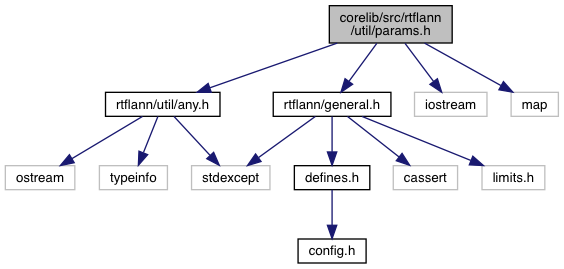 corelib/src/rtflann
/util/params.h
rtflann/util/any.h
rtflann/general.h
iostream
map
ostream
typeinfo
stdexcept
defines.h
cassert
limits.h
config.h